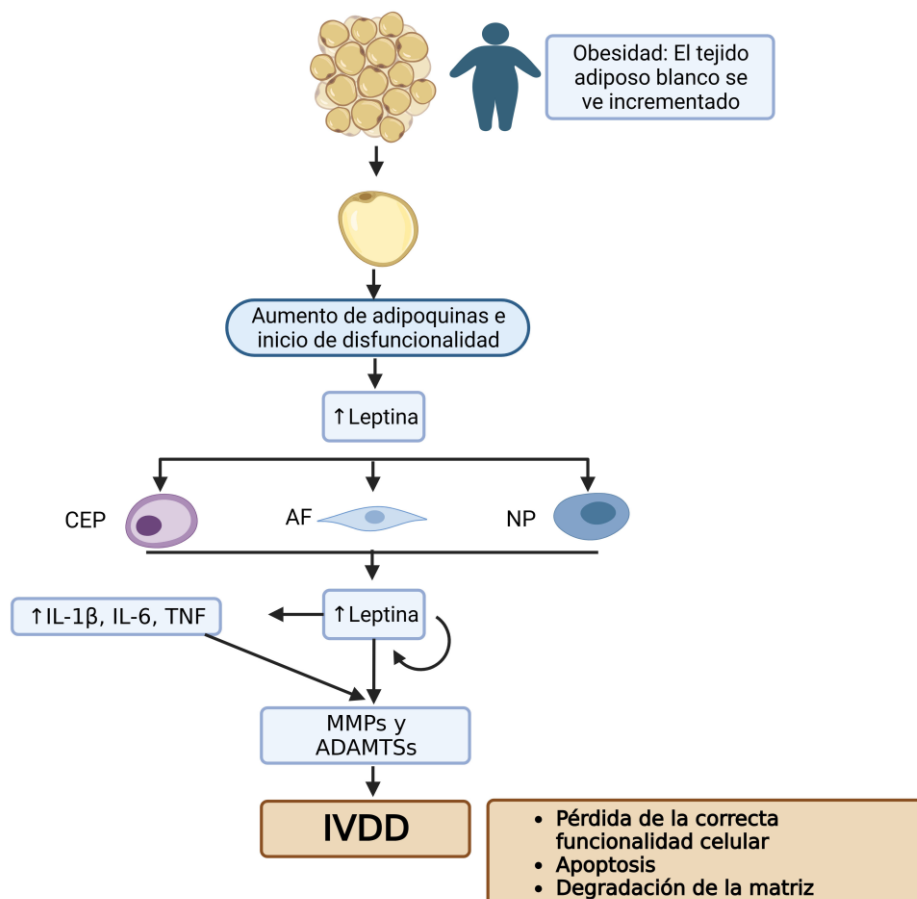 Obesidad: El tejido
adiposo blanco se
ve incrementado
Aumento de adipoquinas e
inicio de disfuncionalidad
↑Leptina
CEP
AF
NP
↑IL-1β, IL-6, TNF
↑Leptina
MMPs y
ADAMTSs
IVDD
• Pérdida de la correcta
funcionalidad celular
• Apoptosis
• Degradación de la matriz